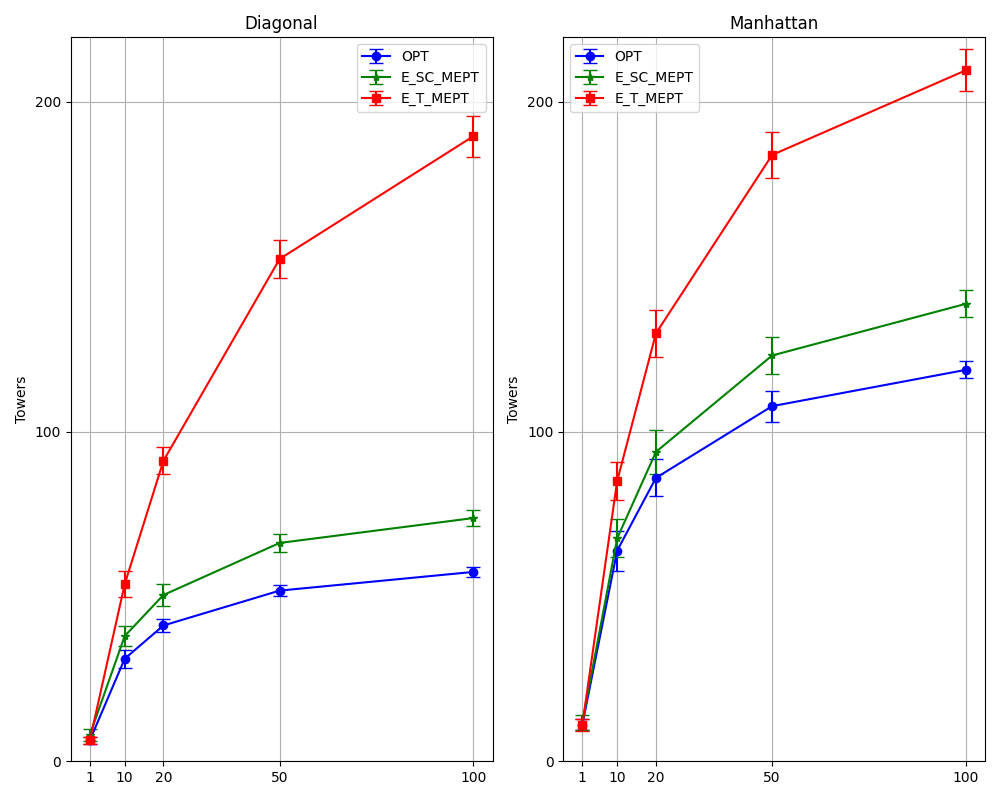 Diagonal
Towers
200
100
0
1 10 20 50 100
OPT
E_SC_MEPT
E_T_MEPT
Manhattan
Towers
200
100
0
1 10 20 50 100
OPT
E_SC_MEPT
E_T_MEPT